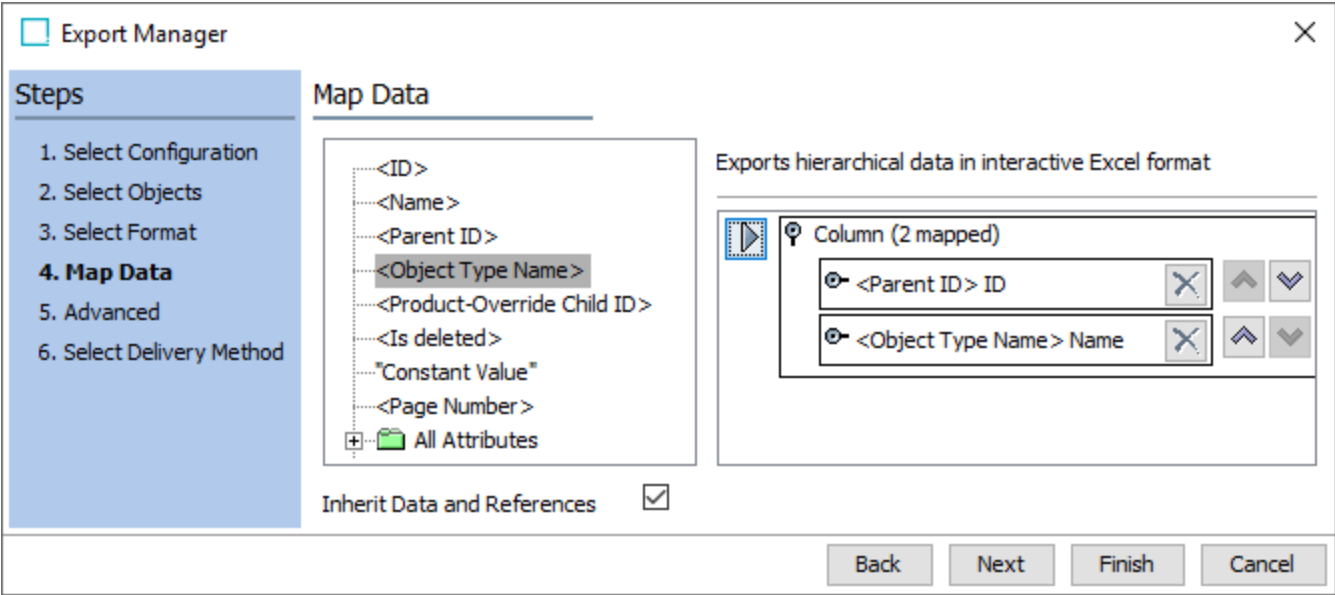 Export Manager
Steps
1. Select Configuration
2. Select Objects
3. Select Format
4. Map Data
5. Advanced
6. Select Delivery Method
Map Data
<ID>
<Name>
<Parent ID>
<Object Type Name>
<Product-Override Child ID>
<Is deleted>
"Constant Value"
<Page Number>
All Attributes
Inherit Data and References
Exports hierarchical data in interactive Excel format
Column (2 mapped)
<Parent ID> ID
<Object Type Name> Name
Back Next Finish Cancel